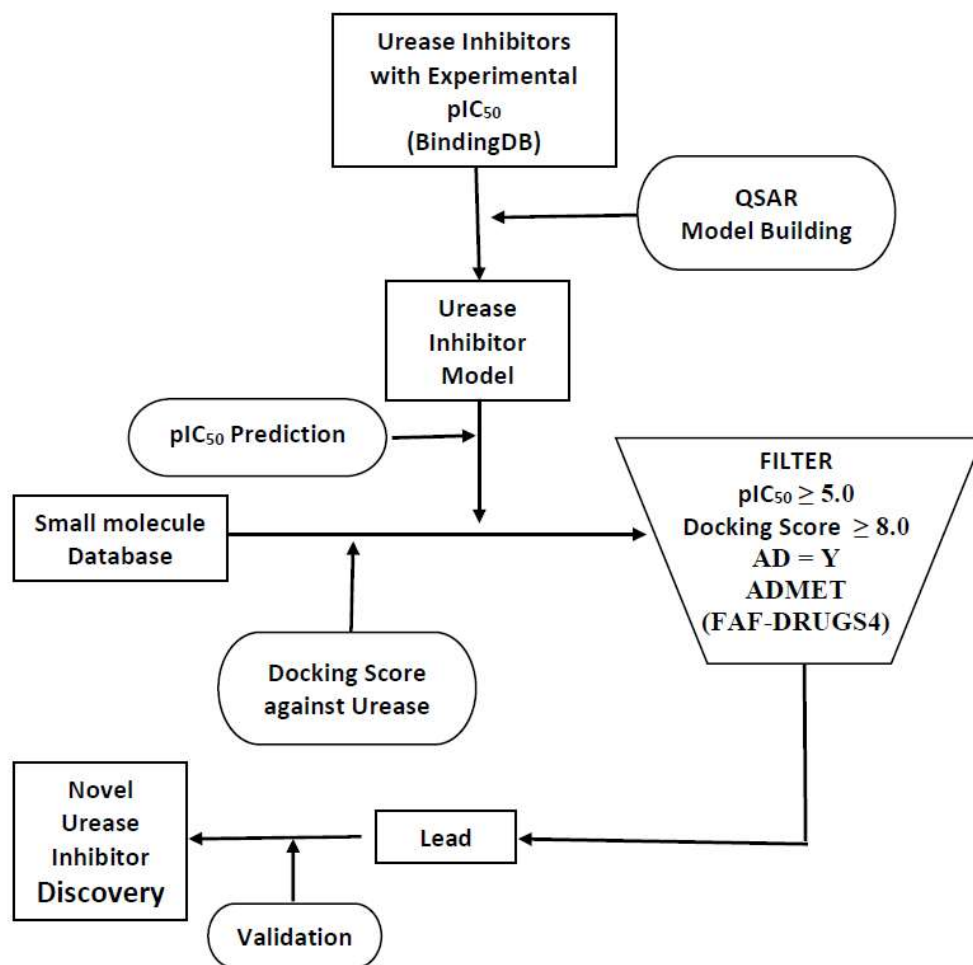 Urease Inhibitors
with Experimental
pIC₅₀
(BindingDB)
QSAR
Model Building
Urease
Inhibitor
Model
pIC₅₀ Prediction
Small molecule
Database
FILTER
pIC₅₀ ≥ 5.0
Docking Score ≥ 8.0
AD = Y
ADMET
(FAF-DRUGS4)
Docking Score
against Urease
Novel
Urease
Inhibitor
Discovery
Lead
Validation